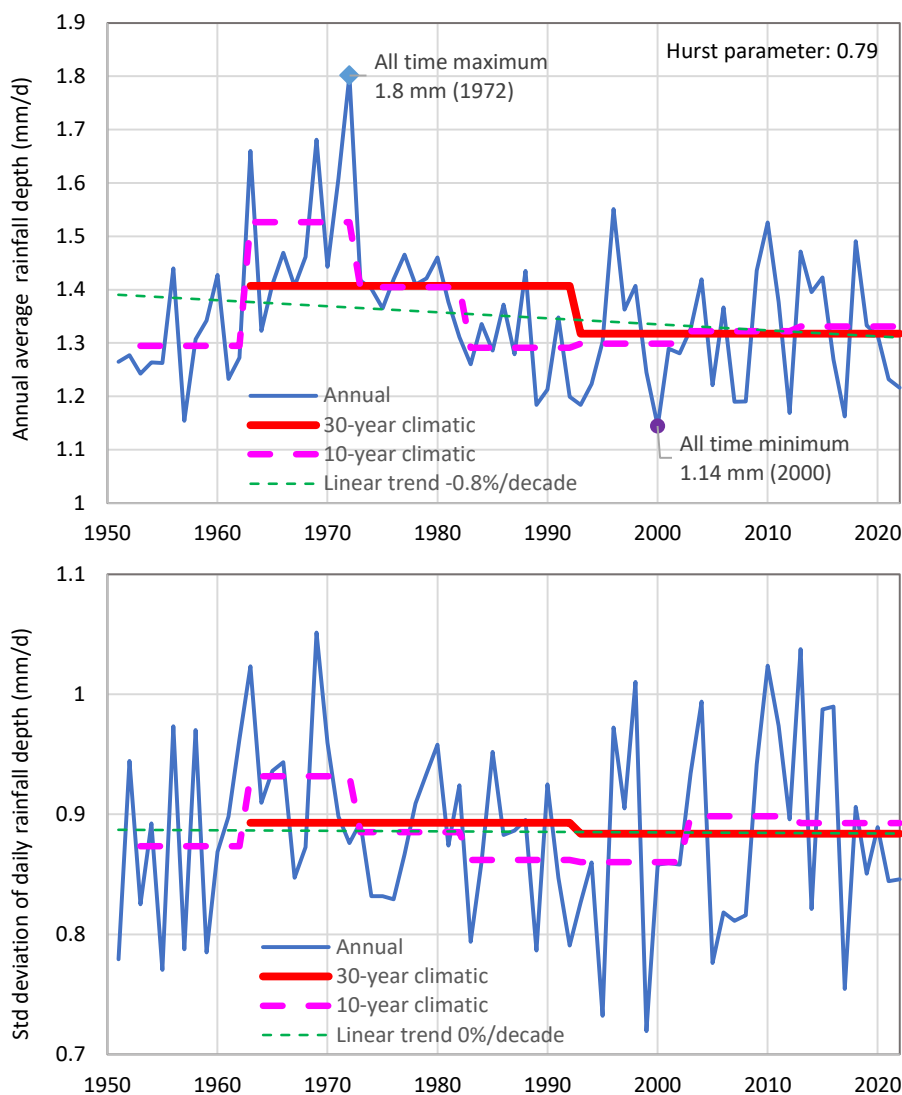 Annual average rainfall depth (mm/d)
1.9
1.8
1.7
1.6
1.5
1.4
1.3
1.2
1.1
1
Hurst parameter: 0.79
All time maximum
1.8 mm (1972)
Annual
30-year climatic
10-year climatic
Linear trend -0.8%/decade
All time minimum
1.14 mm (2000)
1950 1960 1970 1980 1990 2000 2010 2020
Std deviation of daily rainfall depth (mm/d)
1.1
1
0.9
0.8
0.7
Annual
30-year climatic
10-year climatic
Linear trend 0%/decade
1950 1960 1970 1980 1990 2000 2010 2020